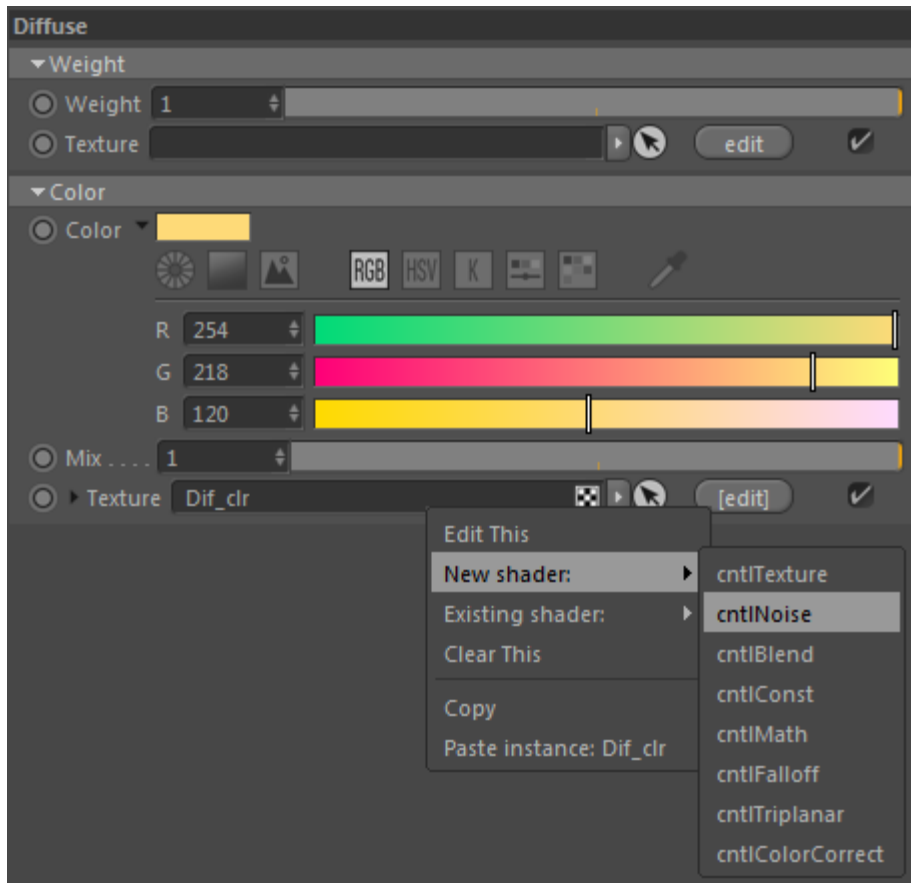 Diffuse
Weight
Weight 1
Texture edit
Color
Color
RGB HSV K
R 254
G 218
B 120
Mix . . . . 1
Texture Dif_clr [edit]
Edit This
New shader: cntlTexture
Existing shader: cntlNoise
Clear This cntlBlend
Copy cntlConst
Paste instance: Dif_clr cntlMath
cntlFalloff
cntlTriplanar
cntlColorCorrect